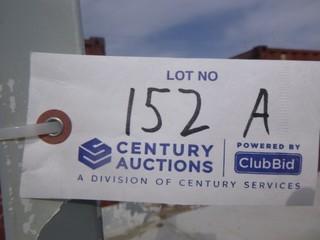 LOT NO
152 A
CENTURY AUCTIONS
POWERED BY
ClubBid
A DIVISION OF CENTURY SERVICES